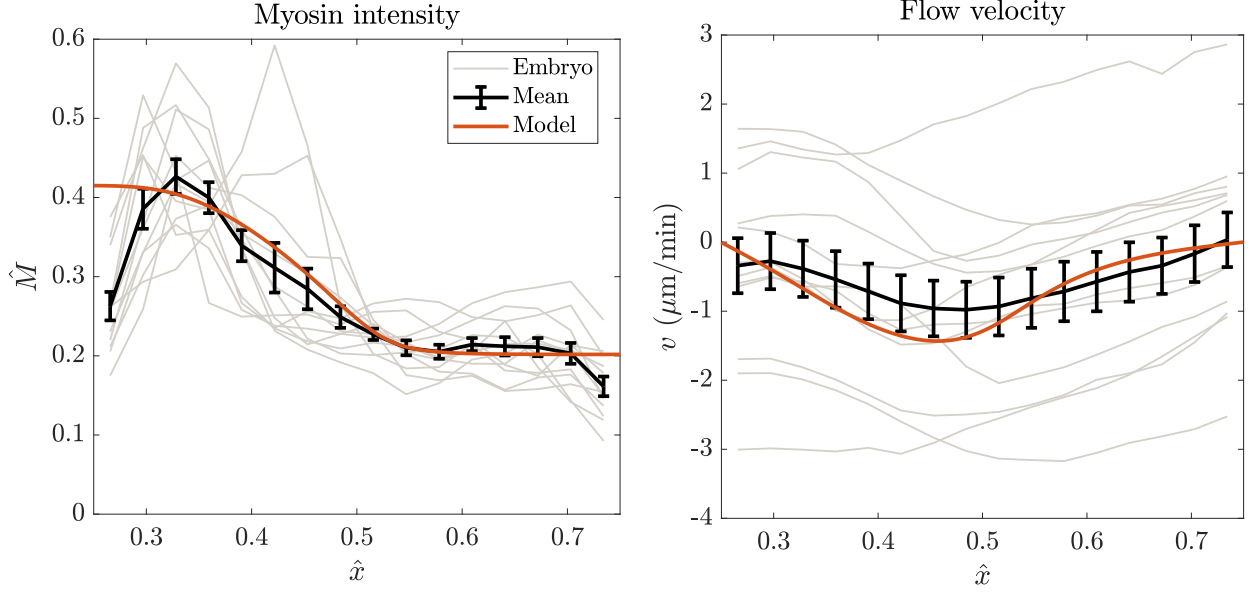 Myosin intensity
0.6
0.5
0.4
0.3
0.2
0.1
0
M̂
Embryo
Mean
Model
0.3 0.4 0.5 0.6 0.7
x̂
Flow velocity
3
2
1
0
-1
-2
-3
-4
v (μm/min)
0.3 0.4 0.5 0.6 0.7
x̂